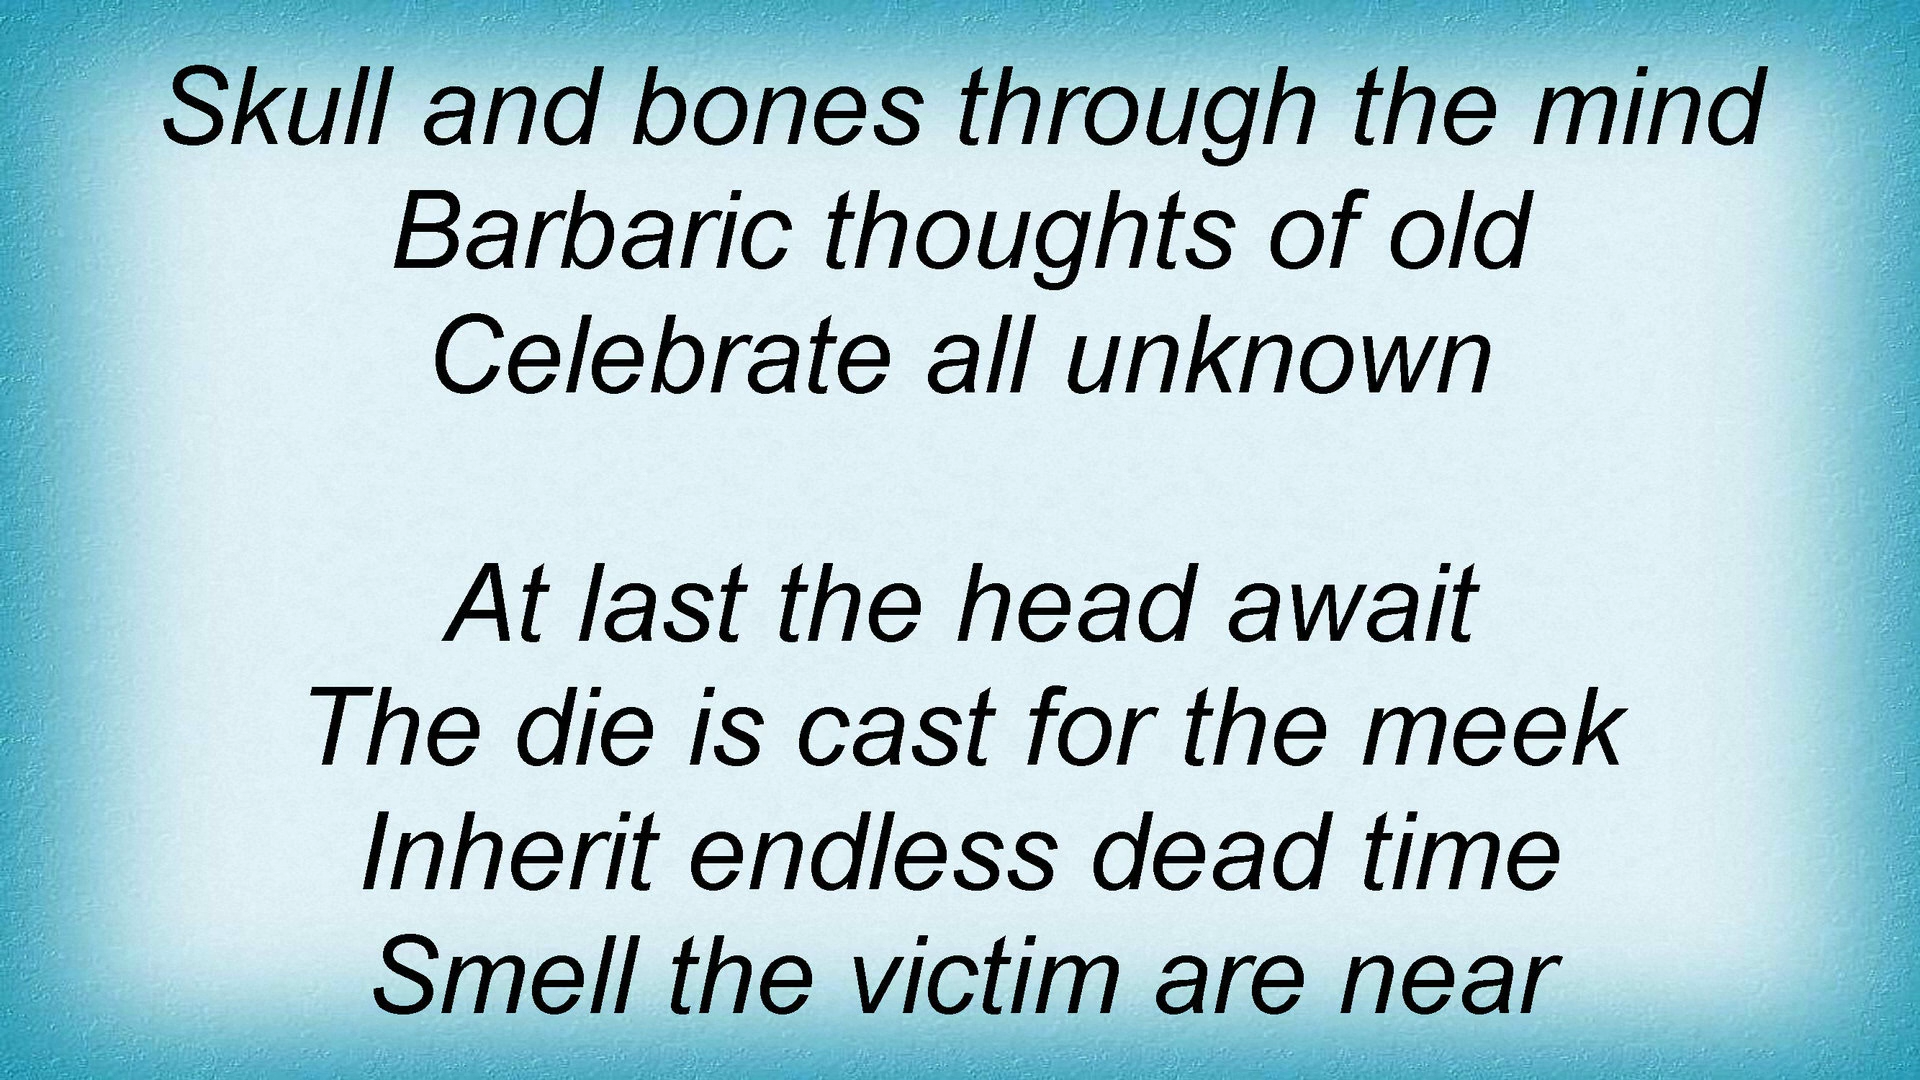 Skull and bones through the mind
Barbaric thoughts of old
Celebrate all unknown
At last the head await
The die is cast for the meek
Inherit endless dead time
Smell the victim are near